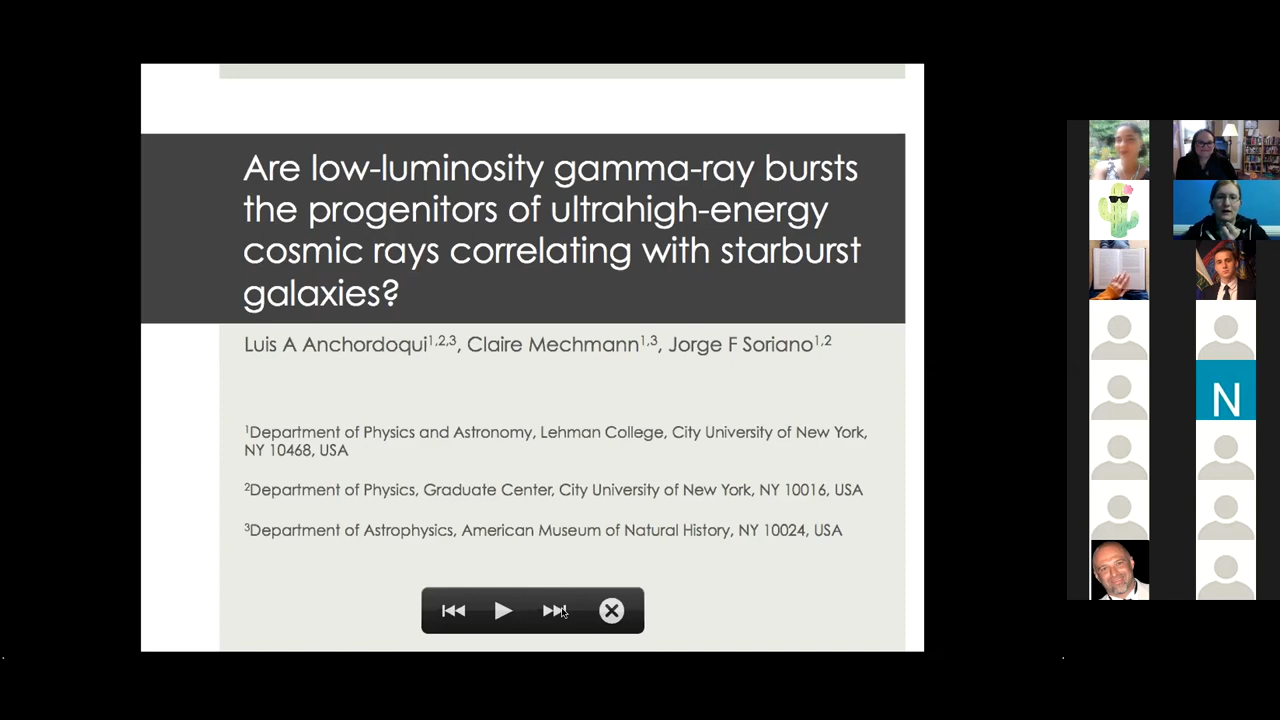 Are low-luminosity gamma-ray bursts
the progenitors of ultrahigh-energy
cosmic rays correlating with starburst
galaxies?
Luis A Anchordoqui¹,²,³, Claire Mechmann¹,³, Jorge F Soriano¹,²
¹Department of Physics and Astronomy, Lehman College, City University of New York,
NY 10468, USA
²Department of Physics, Graduate Center, City University of New York, NY 10016, USA
³Department of Astrophysics, American Museum of Natural History, NY 10024, USA
N